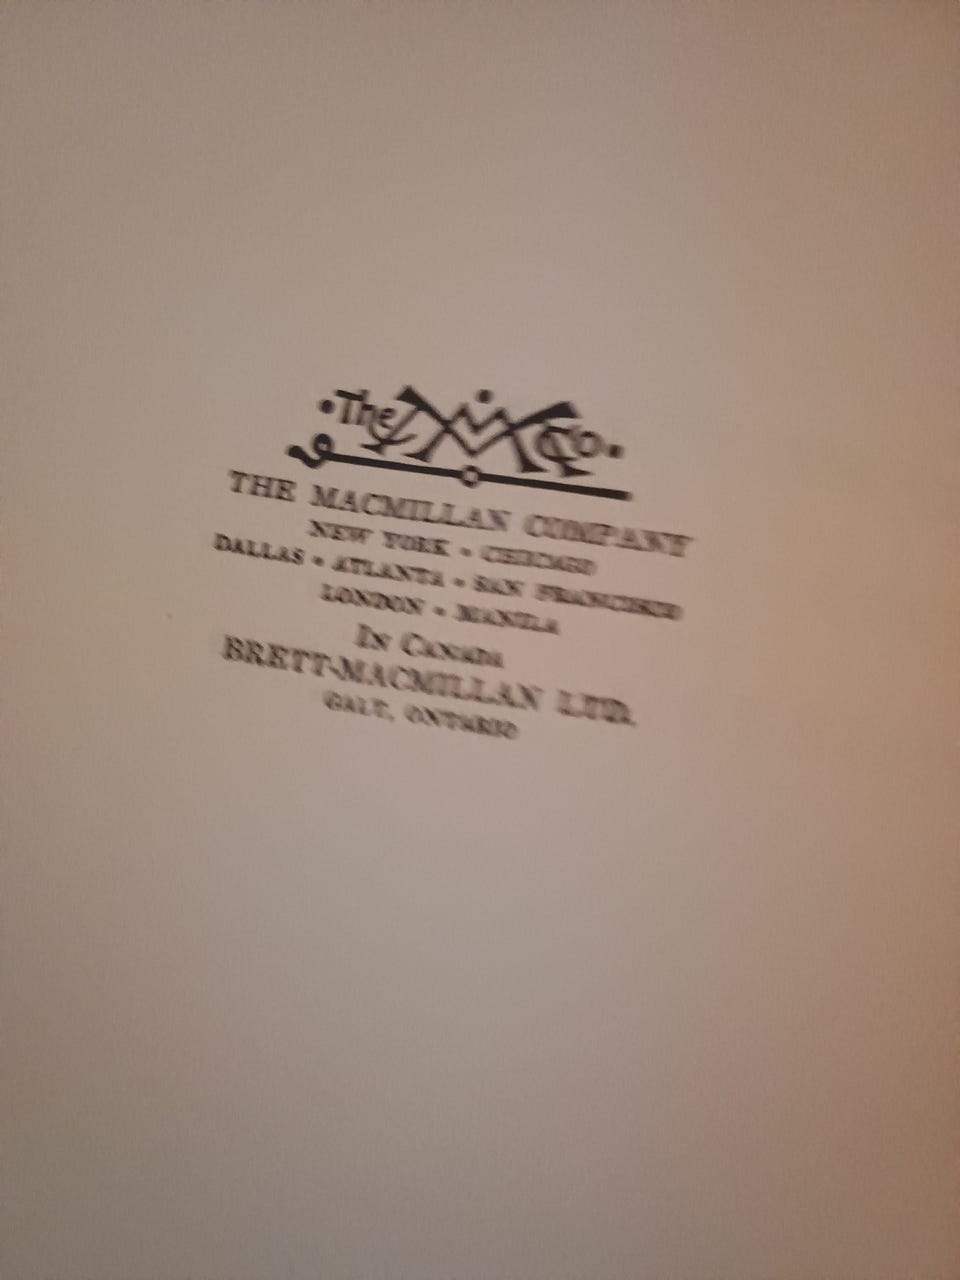 The M Co.
THE MACMILLAN COMPANY
NEW YORK • CHICAGO
DALLAS • ATLANTA • SAN FRANCISCO
LONDON • MANILA
IN CANADA
BRETT-MACMILLAN LTD.
GALT, ONTARIO